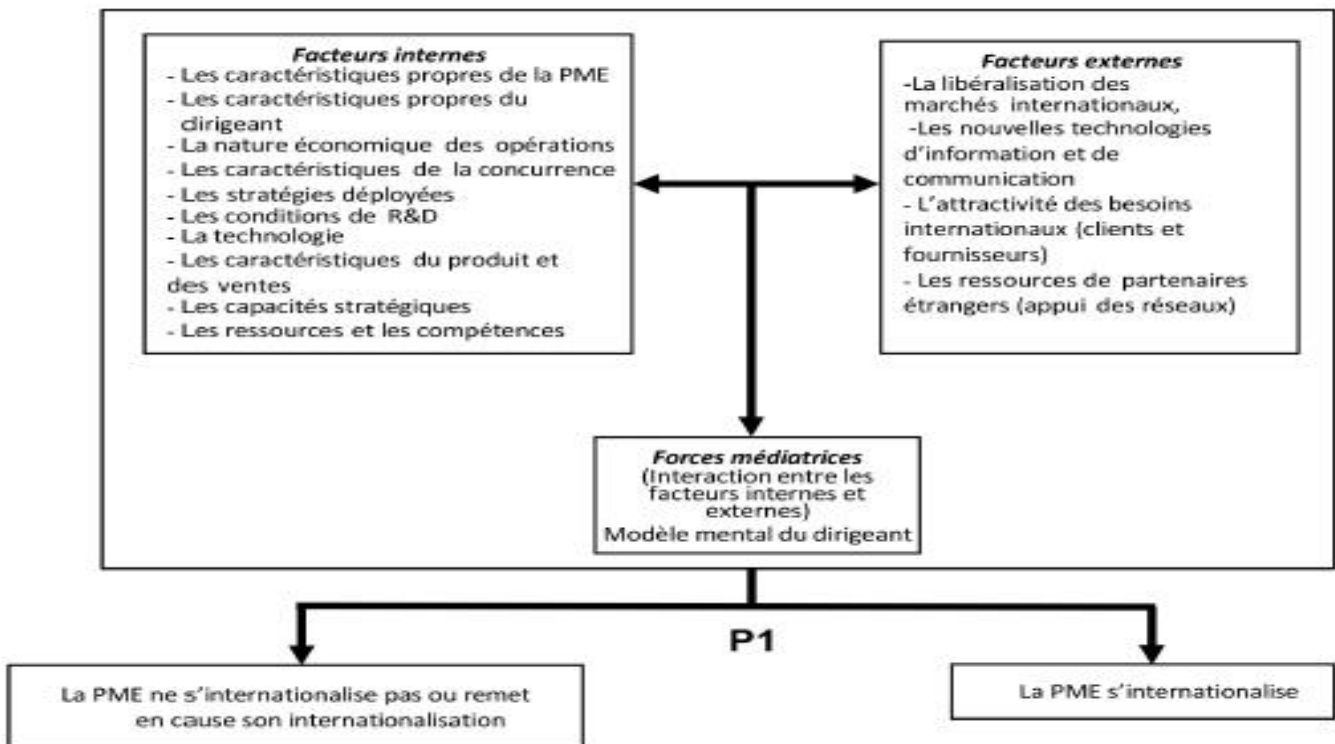 Facteurs internes
- Les caractéristiques propres de la PME
- Les caractéristiques propres du
dirigeant
- La nature économique des opérations
- Les caractéristiques de la concurrence
- Les stratégies déployées
- Les conditions de R&D
- La technologie
- Les caractéristiques du produit et
des ventes
- Les capacités stratégiques
- Les ressources et les compétences
Facteurs externes
-La libéralisation des
marchés internationaux,
-Les nouvelles technologies
d’information et de
communication
- L’attractivité des besoins
internationaux (clients et
fournisseurs)
- Les ressources de partenaires
étrangers (appui des réseaux)
Forces médiatrices
(Interaction entre les
facteurs internes et
externes)
Modèle mental du dirigeant
P1
La PME ne s’internationalise pas ou remet
en cause son internationalisation
La PME s’internationalise